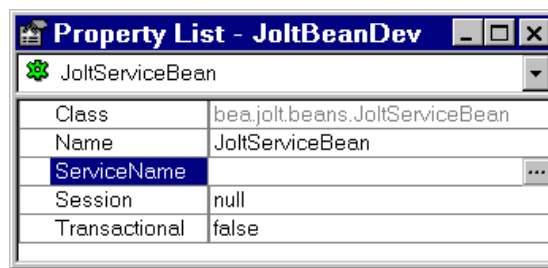 Property List - JoltBeanDev
JoltServiceBean
Class bea.jolt.beans.JoltServiceBean
Name JoltServiceBean
ServiceName ...
Session null
Transactional false